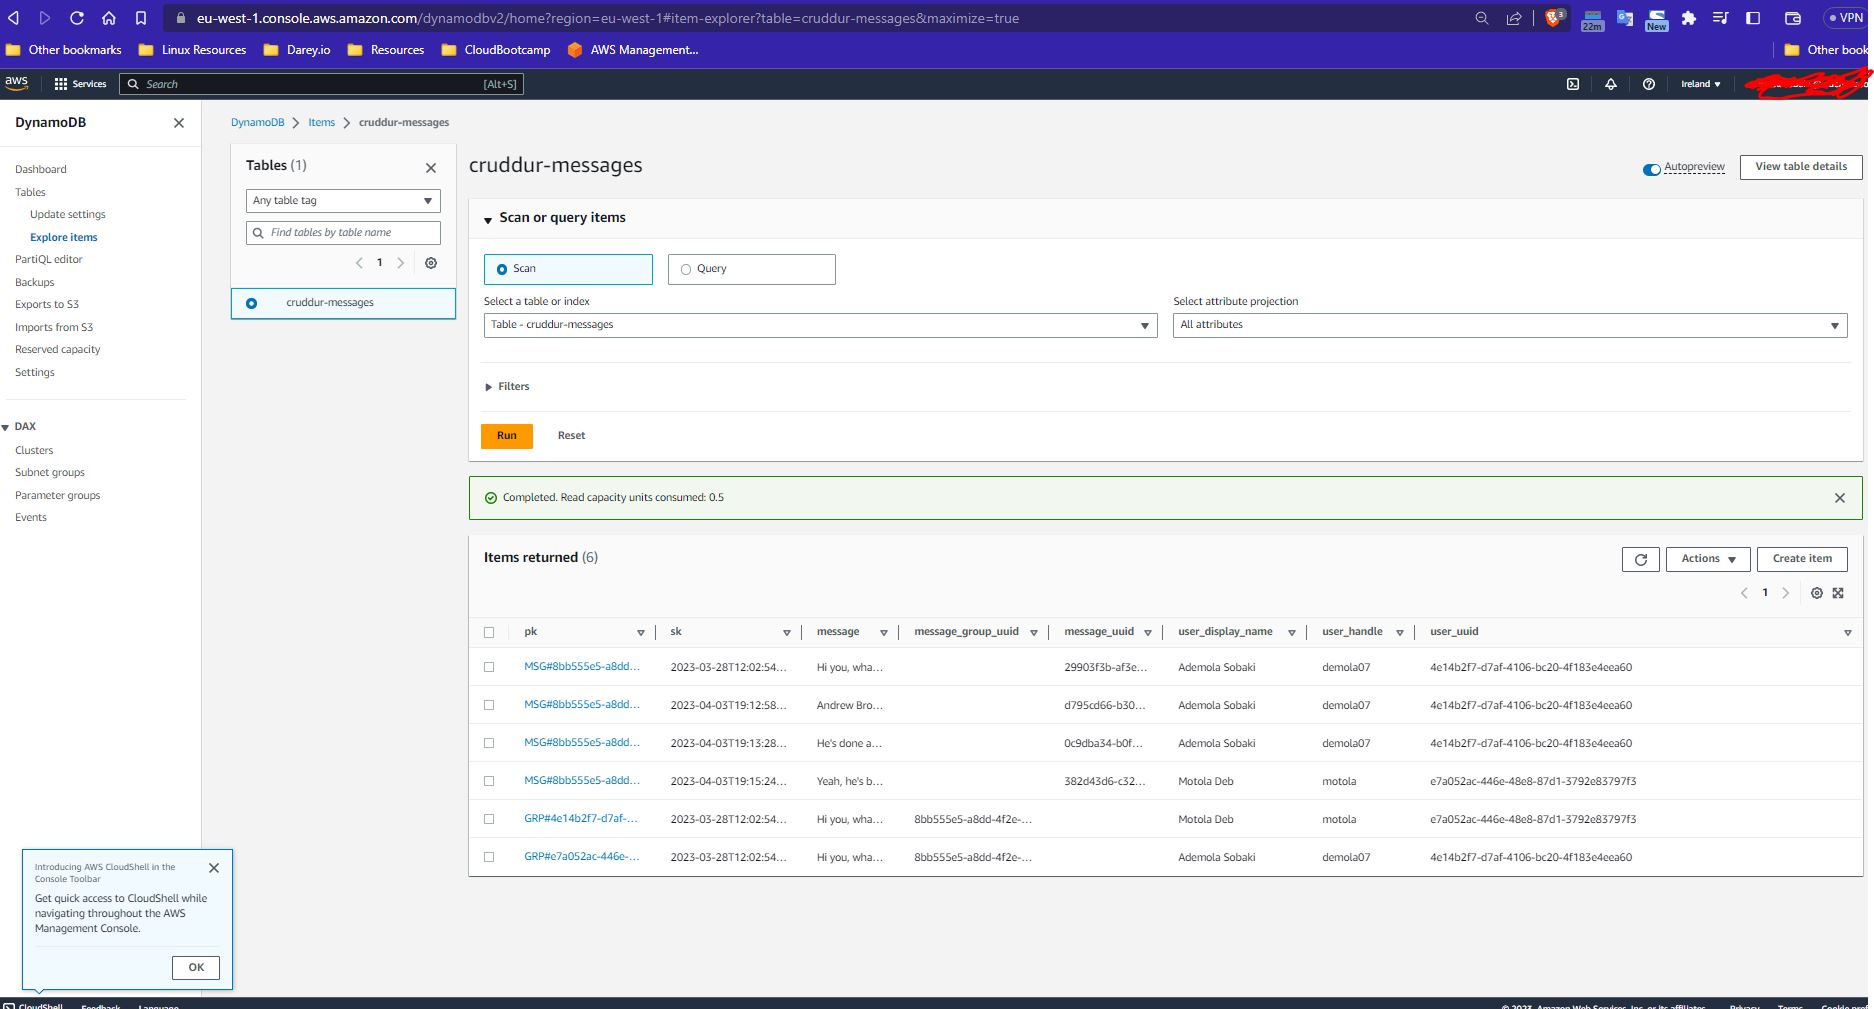 eu-west-1.console.aws.amazon.com/dynamodbv2/home?region=eu-west-1#item-explorer?table=cruddur-messages&maximize=true
3 22m New VPN
Other bookmarks Linux Resources Darey.io Resources CloudBootcamp AWS Management... Other book
aws Services Search [Alt+S] Ireland
DynamoDB
Dashboard
Tables
Update settings
Explore items
PartiQL editor
Backups
Exports to S3
Imports from S3
Reserved capacity
Settings
DAX
Clusters
Subnet groups
Parameter groups
Events
Introducing AWS CloudShell in the
Console Toolbar
Get quick access to CloudShell while
navigating throughout the AWS
Management Console.
OK
DynamoDB Items cruddur-messages
Tables (1)
Any table tag
Find tables by table name
1
cruddur-messages
cruddur-messages
Autopreview View table details
Scan or query items
Scan Query
Select a table or index Select attribute projection
Table - cruddur-messages All attributes
Filters
Run Reset
Completed. Read capacity units consumed: 0.5
Items returned (6)
Actions Create item
1
pk sk message message_group_uuid message_uuid user_display_name user_handle user_uuid
MSG#8bb555e5-a8dd... 2023-03-28T12:02:54... Hi you, wha... 29903f3b-af3e... Ademola Sobaki demola07 4e14b2f7-d7af-4106-bc20-4f183e4eea60
MSG#8bb555e5-a8dd... 2023-04-03T19:12:58... Andrew Bro... d795cd66-b30... Ademola Sobaki demola07 4e14b2f7-d7af-4106-bc20-4f183e4eea60
MSG#8bb555e5-a8dd... 2023-04-03T19:13:28... He's done a... 0c9dba34-b0f... Ademola Sobaki demola07 4e14b2f7-d7af-4106-bc20-4f183e4eea60
MSG#8bb555e5-a8dd... 2023-04-03T19:15:24... Yeah, he's b... 382d43d6-c32... Motola Deb motola e7a052ac-446e-48e8-87d1-3792e83797f3
GRP#4e14b2f7-d7af-... 2023-03-28T12:02:54... Hi you, wha... 8bb555e5-a8dd-4f2e-... Motola Deb motola e7a052ac-446e-48e8-87d1-3792e83797f3
GRP#e7a052ac-446e-... 2023-03-28T12:02:54... Hi you, wha... 8bb555e5-a8dd-4f2e-... Ademola Sobaki demola07 4e14b2f7-d7af-4106-bc20-4f183e4eea60
CloudShell Feedback Language © 2023, Amazon Web Services, Inc. or its affiliates. Privacy Terms Cookie pref